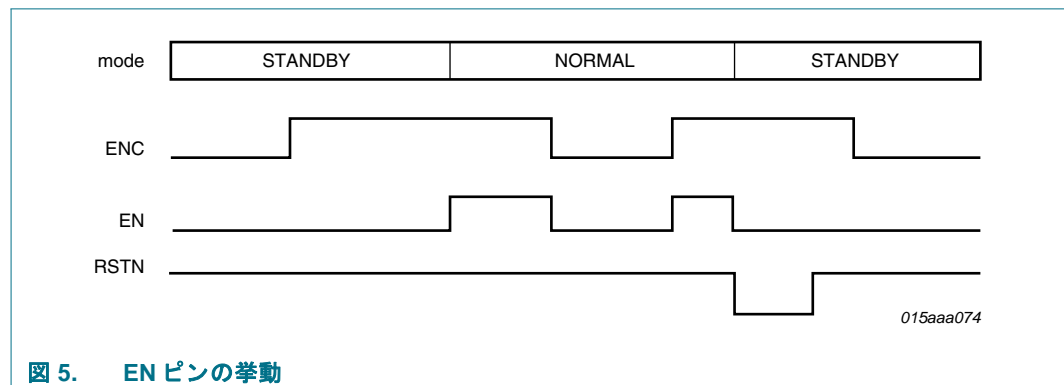 mode STANDBY NORMAL STANDBY
ENC
EN
RSTN
015aaa074
図 5. EN ピンの挙動